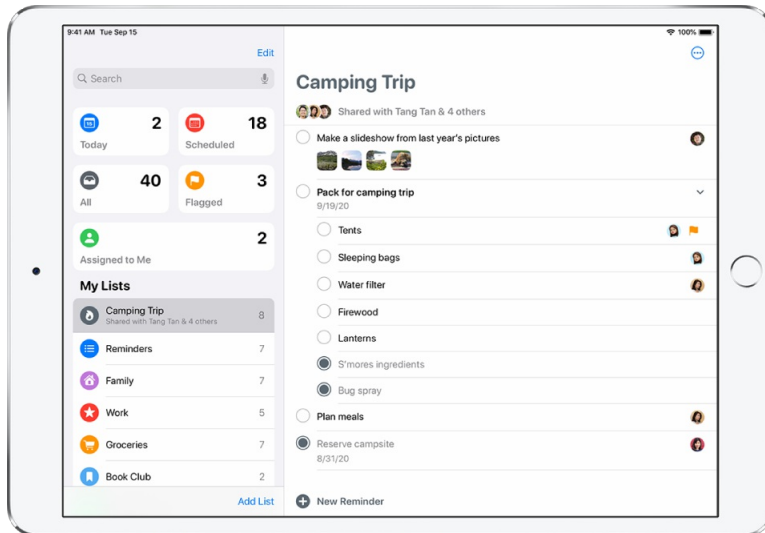 9:41 AM Tue Sep 15
100%
Edit
Search
2
Today
18
Scheduled
40
All
3
Flagged
2
Assigned to Me
My Lists
Camping Trip
Shared with Tang Tan & 4 others
8
Reminders
7
Family
7
Work
5
Groceries
7
Book Club
2
Add List
Camping Trip
Shared with Tang Tan & 4 others
Make a slideshow from last year's pictures
Pack for camping trip
9/19/20
Tents
Sleeping bags
Water filter
Firewood
Lanterns
S'mores ingredients
Bug spray
Plan meals
Reserve campsite
8/31/20
New Reminder